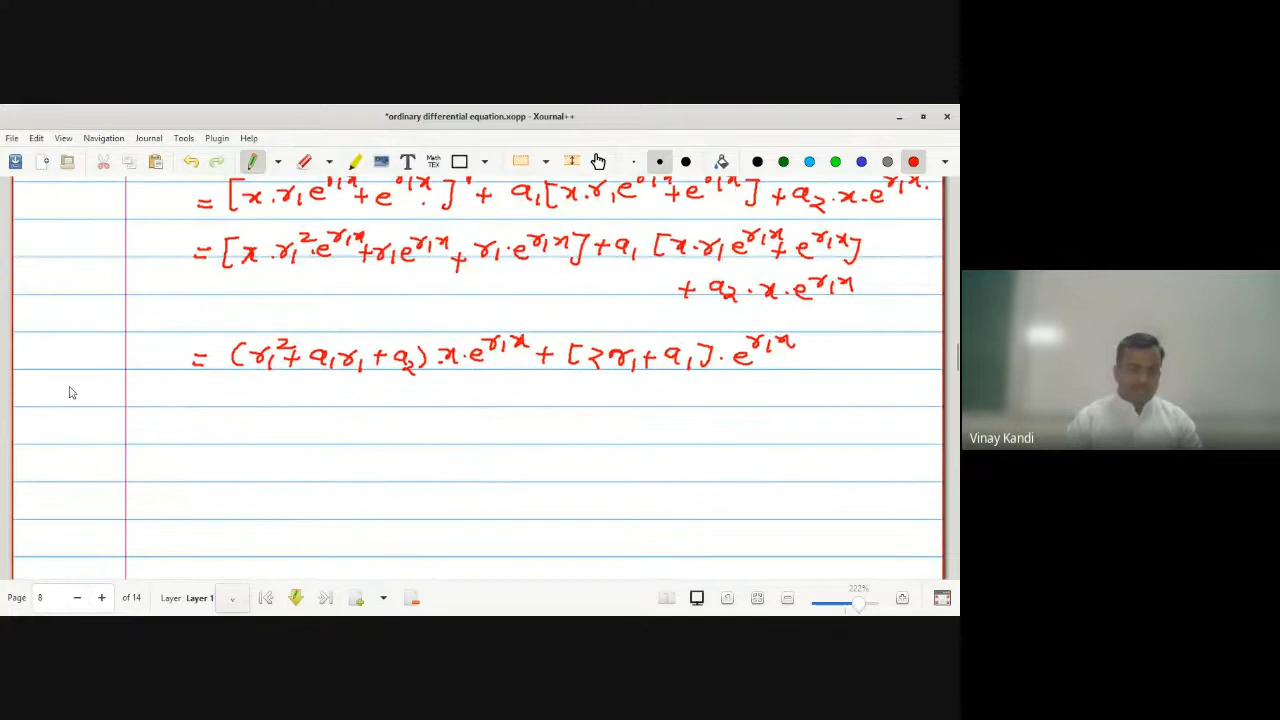 *ordinary differential equation.xopp - Xournal++
File Edit View Navigation Journal Tools Plugin Help
= [x·r₁e^{r₁x}+e^{r₁x}]' + a₁[x·r₁e^{r₁x}+e^{r₁x}] + a₂·x·e^{r₁x}.
= [x·r₁²·e^{r₁x}+r₁e^{r₁x}+r₁·e^{r₁x}] + a₁ [x·r₁e^{r₁x}+e^{r₁x}]
+ a₂·x·e^{r₁x}
= (r₁²+a₁r₁+a₂)·x·e^{r₁x} + [2r₁+a₁]·e^{r₁x}
Vinay Kandi
Page 8 of 14 Layer Layer 1 222%